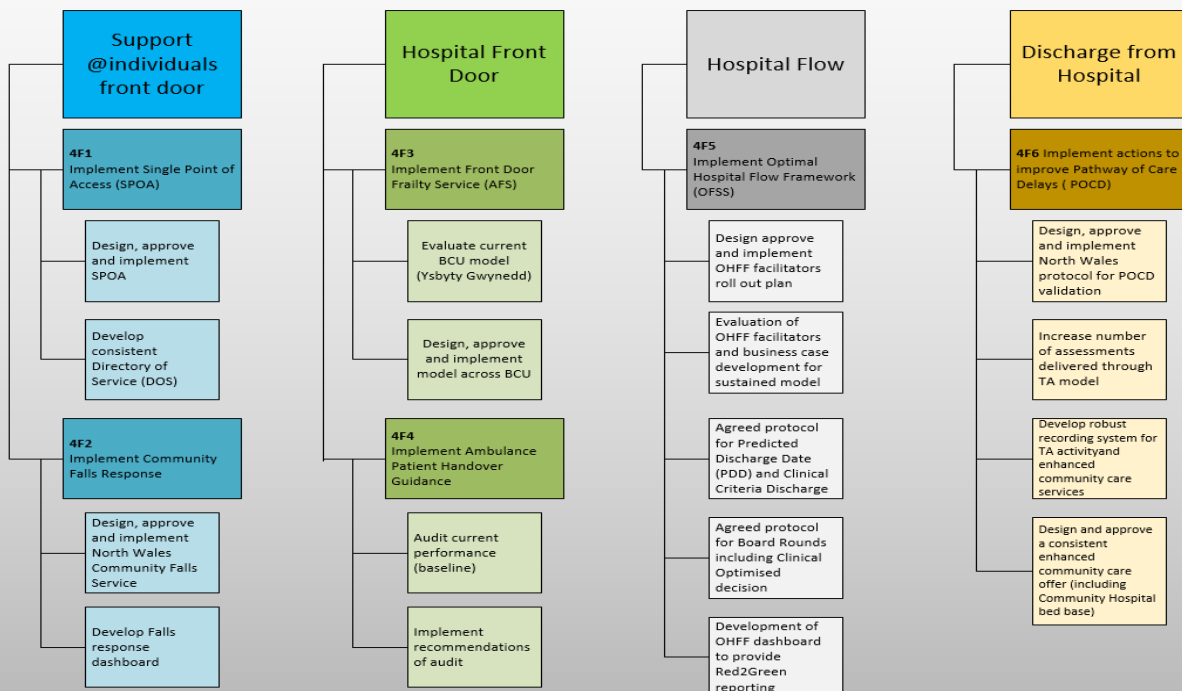 Support
@individuals
front door
4F1
Implement Single Point of
Access (SPOA)
Design, approve
and implement
SPOA
Develop
consistent
Directory of
Service (DOS)
4F2
Implement Community
Falls Response
Design, approve
and implement
North Wales
Community Falls
Service
Develop Falls
response
dashboard
Hospital Front
Door
4F3
Implement Front Door
Frailty Service (AFS)
Evaluate current
BCU model
(Ysbyty Gwynedd)
Design, approve
and implement
model across BCU
4F4
Implement Ambulance
Patient Handover
Guidance
Audit current
performance
(baseline)
Implement
recommendations
of audit
Hospital Flow
4F5
Implement Optimal
Hospital Flow Framework
(OFSS)
Design approve
and implement
OHFF facilitators
roll out plan
Evaluation of
OHFF facilitators
and business case
development for
sustained model
Agreed protocol
for Predicted
Discharge Date
(PDD) and Clinical
Criteria Discharge
Agreed protocol
for Board Rounds
including Clinical
Optimised
decision
Development of
OHFF dashboard
to provide
Red2Green
reporting
Discharge from
Hospital
4F6 Implement actions to
improve Pathway of Care
Delays ( POCD)
Design, approve
and implement
North Wales
protocol for POCD
validation
Increase number
of assessments
delivered through
TA model
Develop robust
recording system for
TA activityand
enhanced
community care
services
Design and approve
a consistent
enhanced
community care
offer (including
Community Hospital
bed base)